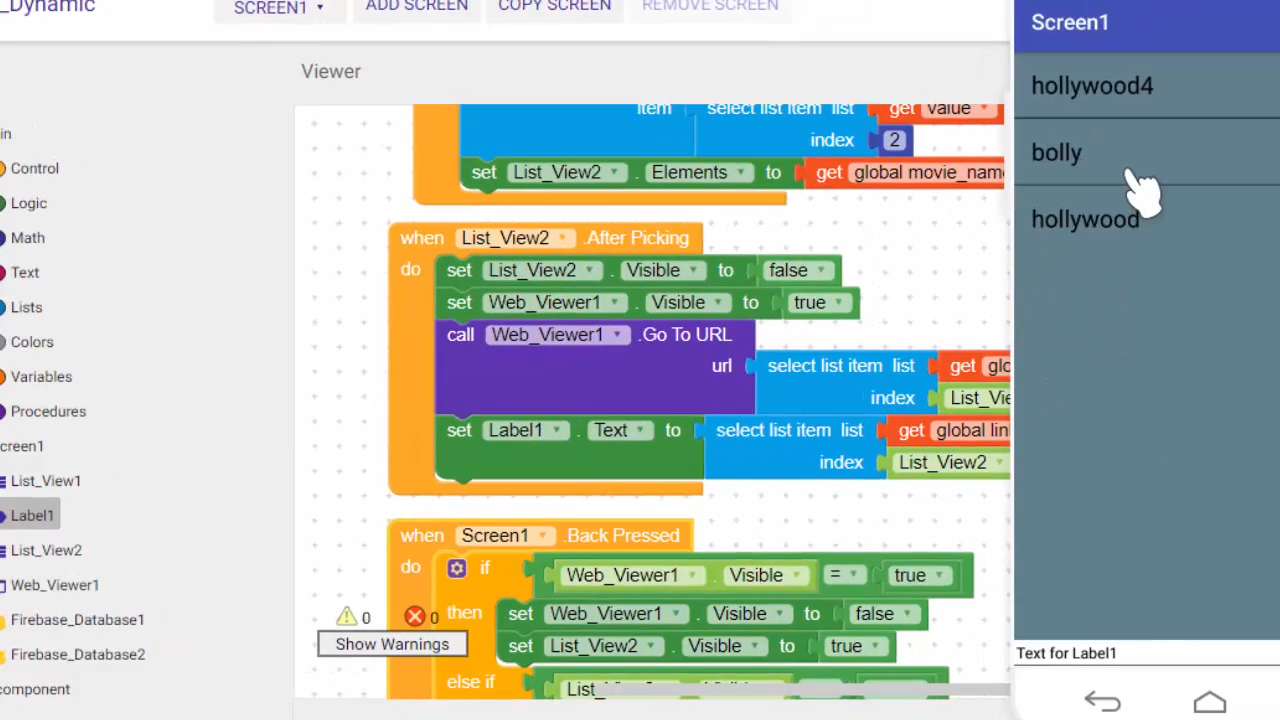 _Dynamic
SCREEN1
ADD SCREEN
COPY SCREEN
REMOVE SCREEN
Viewer
in
Control
Logic
Math
Text
Lists
Colors
Variables
Procedures
creen1
List_View1
Label1
List_View2
Web_Viewer1
Firebase_Database1
Firebase_Database2
component
item select list item list get value
index 2
set List_View2 . Elements to get global movie_name
when List_View2 .After Picking
do set List_View2 . Visible to false
set Web_Viewer1 . Visible to true
call Web_Viewer1 .Go To URL
url select list item list get glo
index List_Vie
set Label1 . Text to select list item list get global lin
index List_View2
when Screen1 .Back Pressed
do if Web_Viewer1 . Visible = true
then set Web_Viewer1 . Visible to false
set List_View2 . Visible to true
else if
0 0
Show Warnings
Screen1
hollywood4
bolly
hollywood
Text for Label1